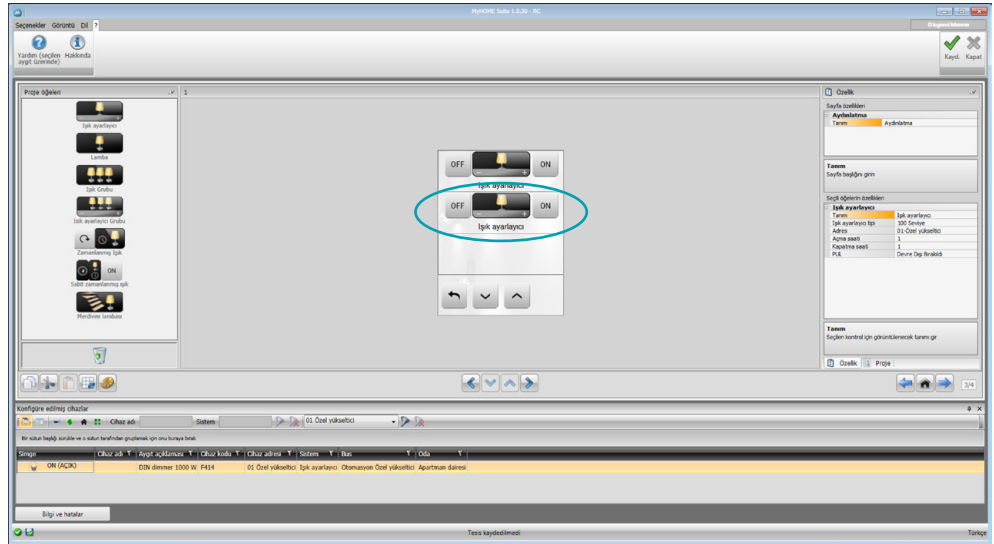 MyHOME Suite 1.0.30 - RC
Seçenekler Görüntü Dil ?
Yardım (seçilen aygıt üzerinde)
Hakkında
Kayd. Kapat
Proje öğeleri
1
Özelik
Işık ayarlayıcı
Lamba
Işık Grubu
Işık ayarlayıcı Grubu
Zamanlanmış Işık
ON
Sabit zamanlanmış ışık
Merdiven lambası
OFF ON
Işık ayarlayıcı
OFF ON
Işık ayarlayıcı
Sayfa özellikleri
Aydınlatma
Tanım Aydınlatma
Tanım
Sayfa başlığın girin
Seçili öğelerin özellikleri
Işık ayarlayıcı
Tanım Işık ayarlayıcı
Işık ayarlayıcı tipi 100 Seviye
Adres 01-Özel yükseltici
Açma saati 1
Kapatma saati 1
PUL Devre Dışı Bırakıldı
Tanım
Seçilen kontrol için görüntülenecek tanım gir
Özelik Proje
3/4
Konfigüre edilmiş cihazlar
Cihaz adı Sistem 01 Özel yükseltici
Bir sütun başlığı sürükle ve o sütun tarafından gruplamak için onu buraya bırak
Simge Cihaz adı Aygıt açıklaması Cihaz kodu Cihaz adresi Sistem Bus Oda
ON (AÇIK) DIN dimmer 1000 W F414 01 Özel yükseltici Işık ayarlayıcı Otomasyon Özel yükseltici Apartman dairesi
Bilgi ve hatalar
Tesis kaydedilmedi
Türkçe